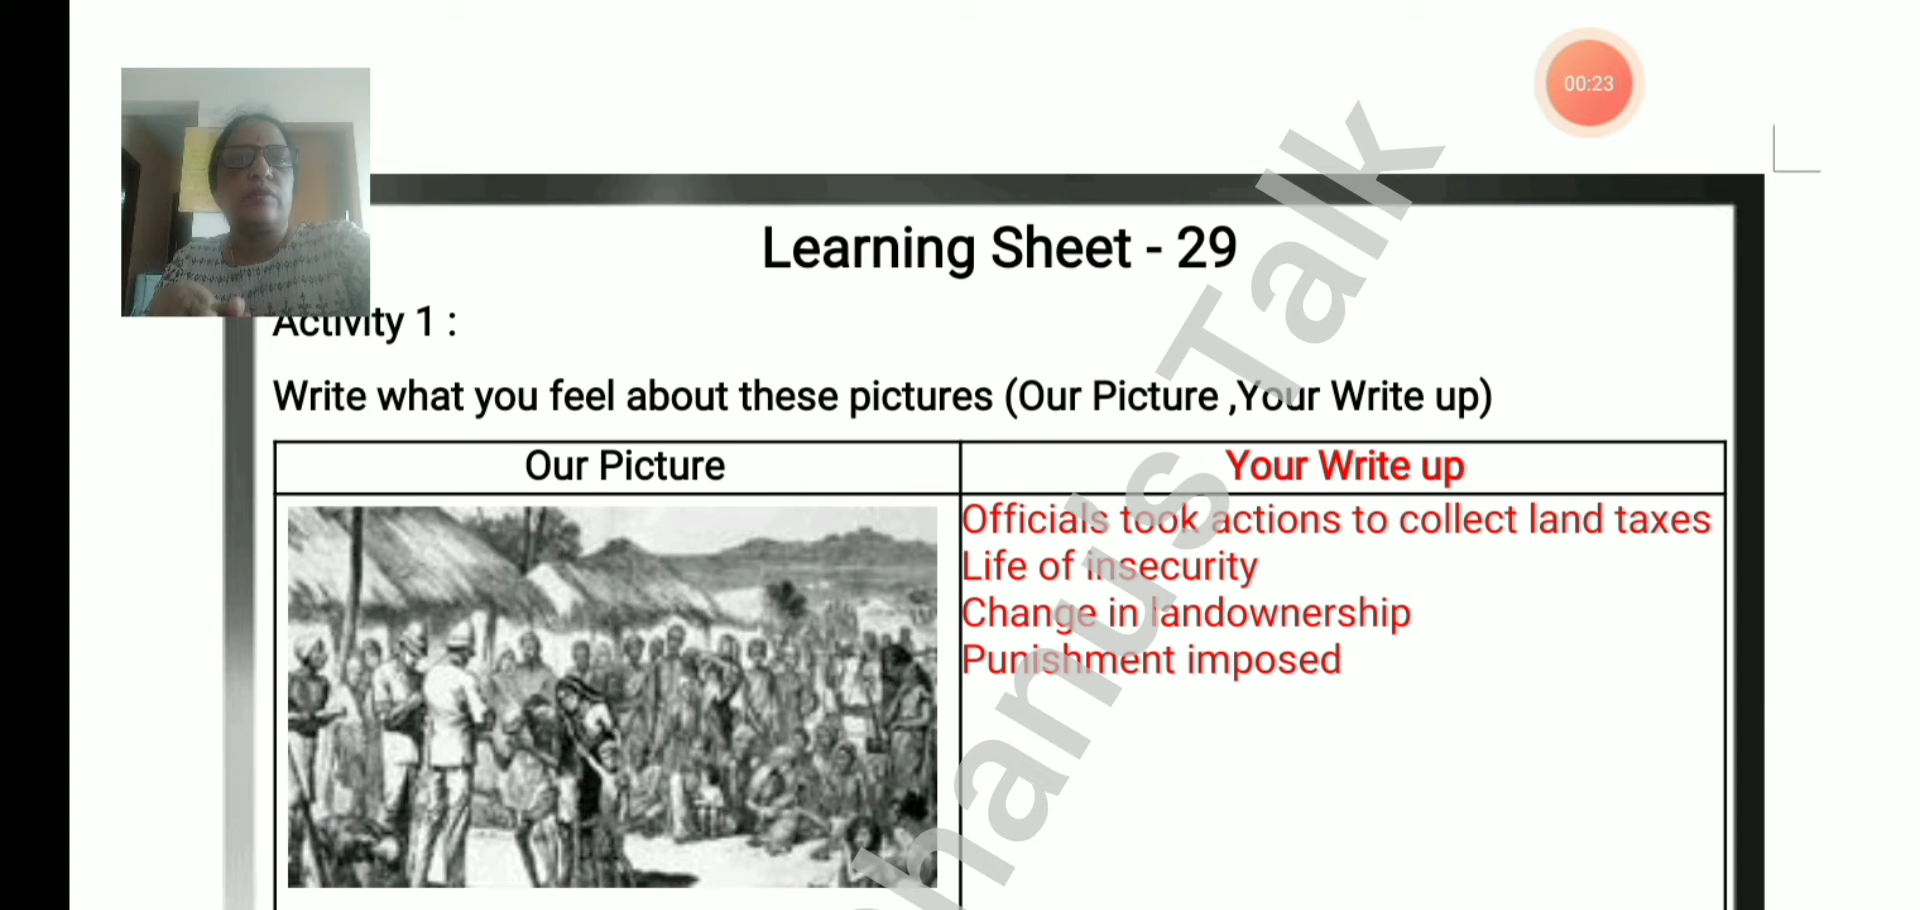 00:23
Learning Sheet - 29
Activity 1 :
Write what you feel about these pictures (Our Picture ,Your Write up)
Our Picture
Your Write up
Officials took actions to collect land taxes
Life of insecurity
Change in landownership
Punishment imposed
hanu's Talk